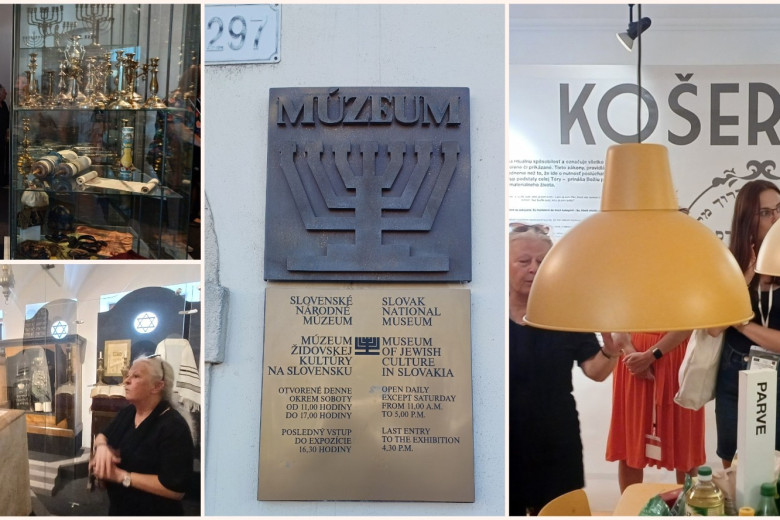 297
MÚZEUM
SLOVENSKÉ
NÁRODNÉ
MÚZEUM
MÚZEUM
ŽIDOVSKEJ
KULTÚRY
NA SLOVENSKU
OTVORENÉ DENNE
OKREM SOBOTY
OD 11,00 HODINY
DO 17,00 HODINY
POSLEDNÝ VSTUP
DO EXPOZÍCIE
16,30 HODINY
SLOVAK
NATIONAL
MUSEUM
MUSEUM
OF JEWISH
CULTURE
IN SLOVAKIA
OPEN DAILY
EXCEPT SATURDAY
FROM 11,00 A.M.
TO 5,00 P.M.
LAST ENTRY
TO THE EXHIBITION
4,30 P.M.
KOŠER
PARVE